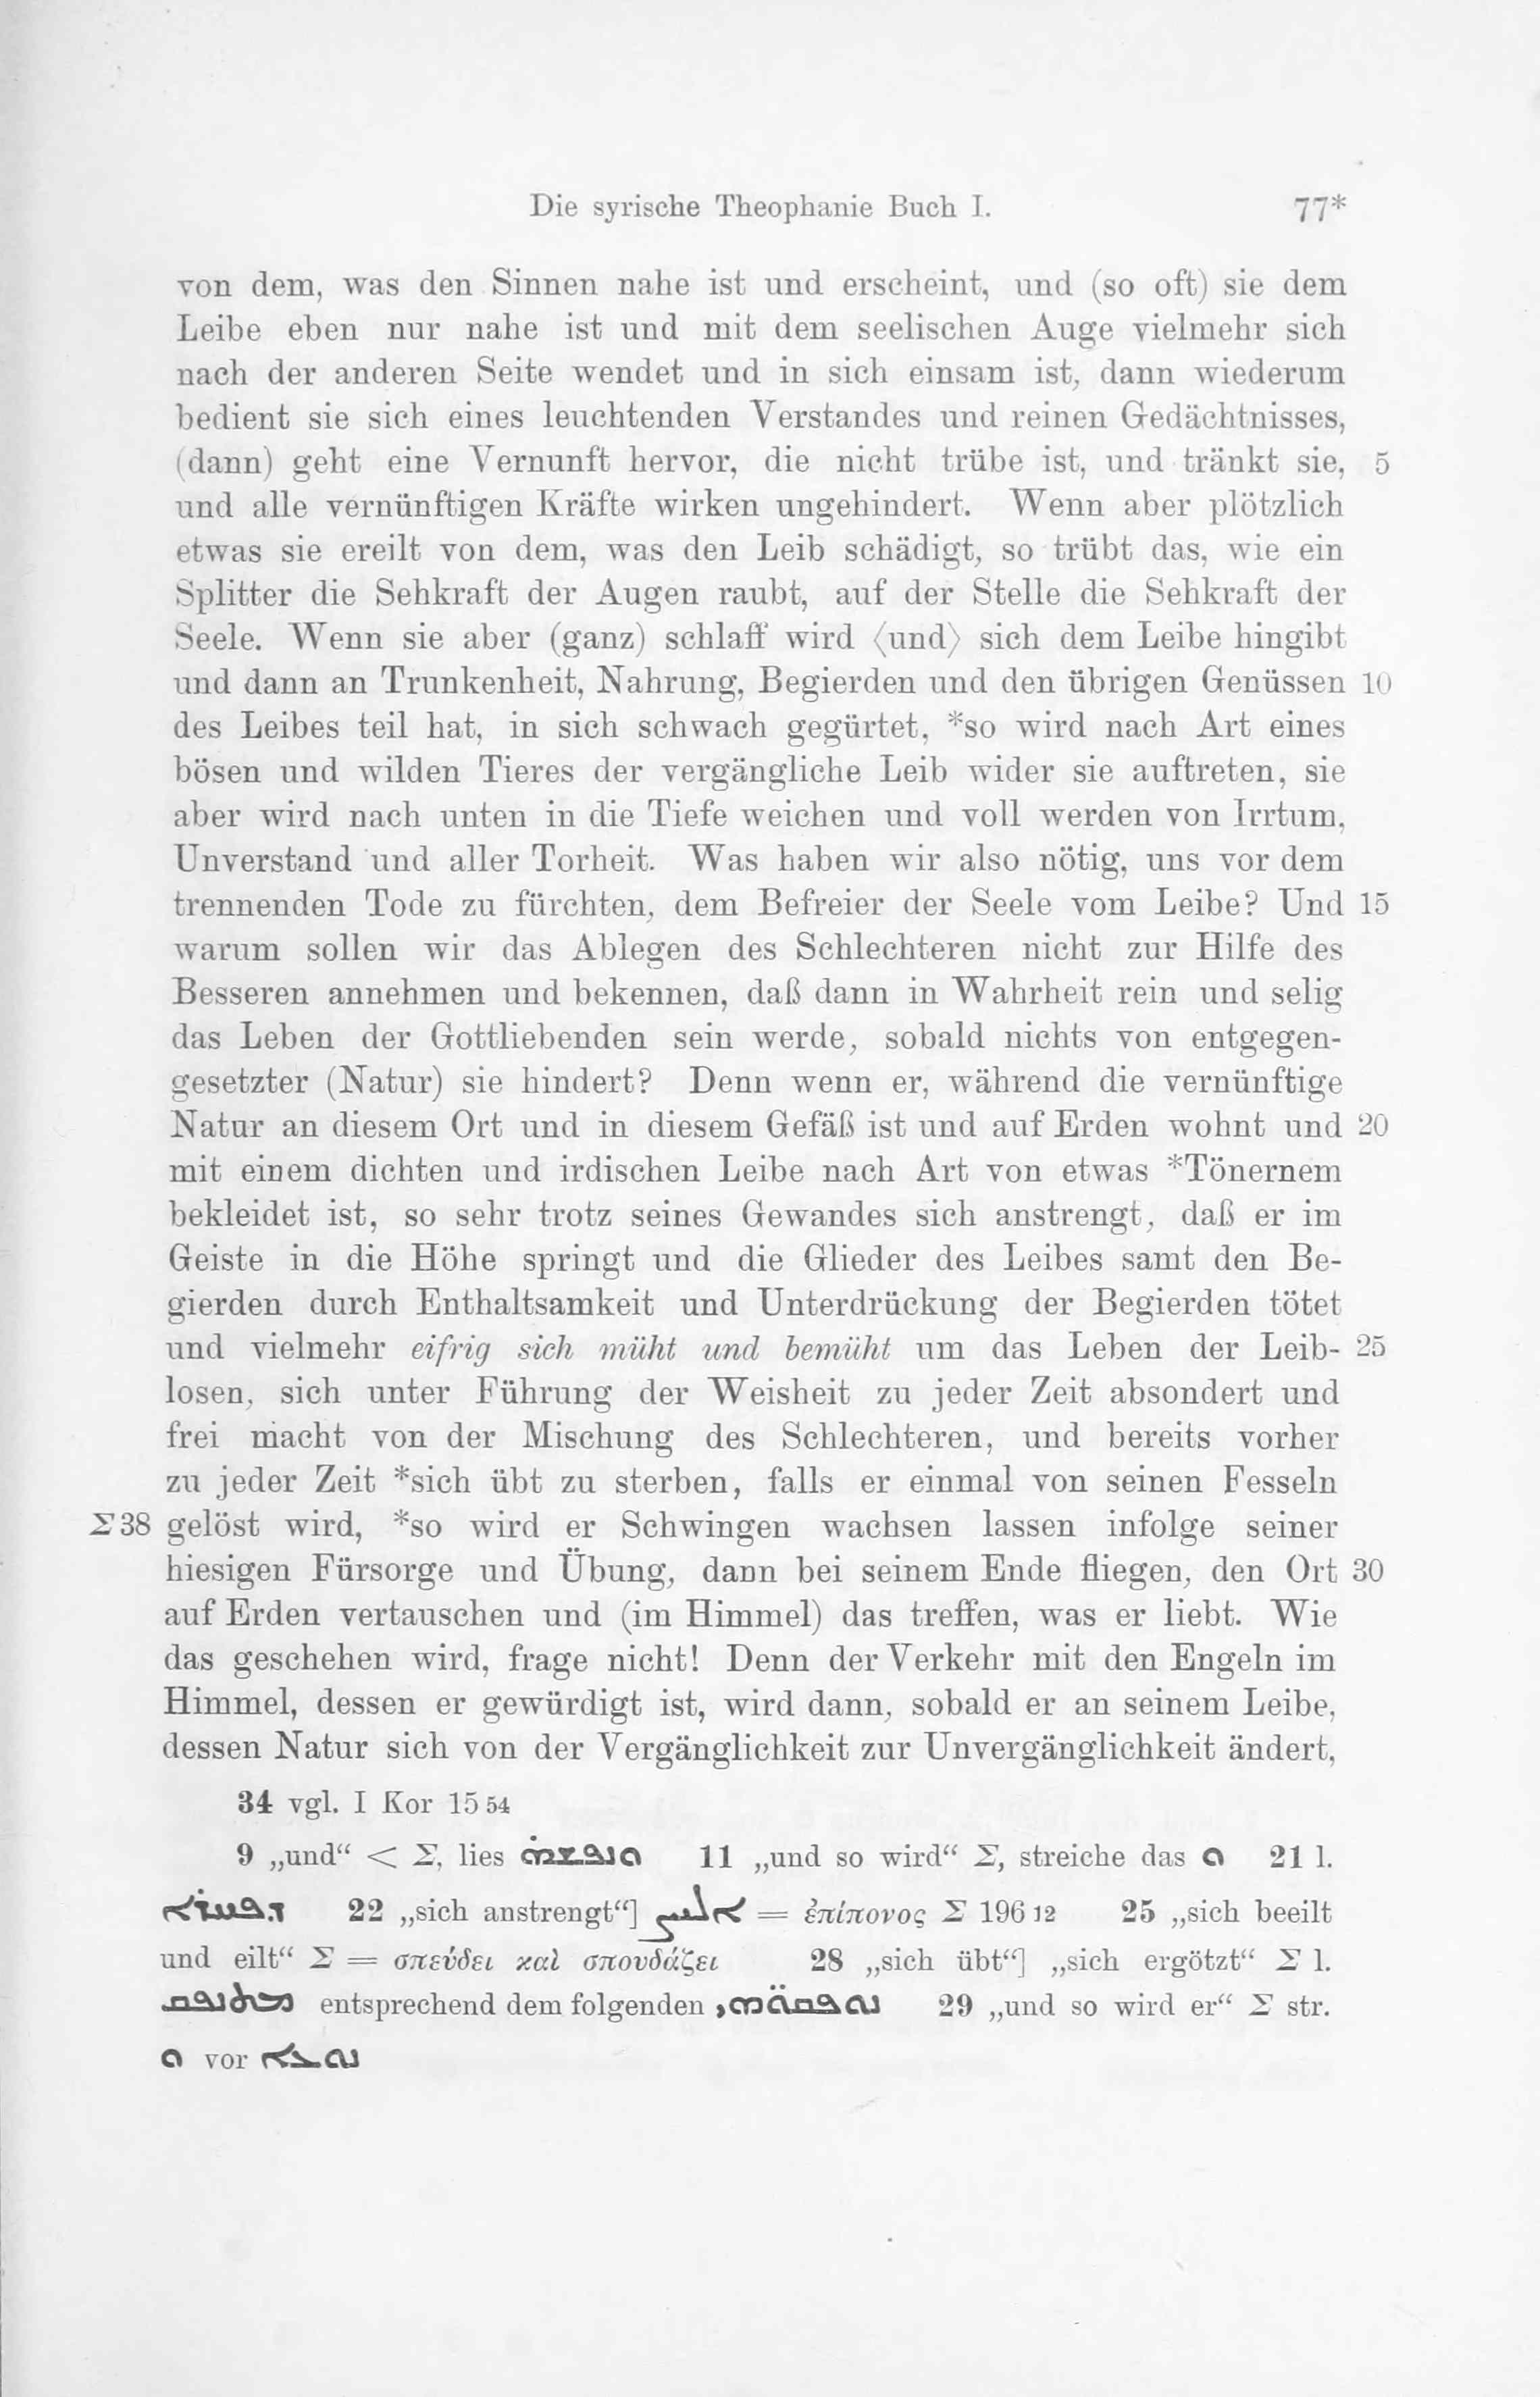 Die syrische Theophanie Buch I. 77*
von dem, was den Sinnen nahe ist und erscheint, und (so oft) sie dem
Leibe eben nur nahe ist und mit dem seelischen Auge vielmehr sich
nach der anderen Seite wendet und in sich einsam ist, dann wiederum
bedient sie sich eines leuchtenden Verstandes und reinen Gedächtnisses,
(dann) geht eine Vernunft hervor, die nicht trübe ist, und tränkt sie, 5
und alle vernünftigen Kräfte wirken ungehindert. Wenn aber plötzlich
etwas sie ereilt von dem, was den Leib schädigt, so trübt das, wie ein
Splitter die Sehkraft der Augen raubt, auf der Stelle die Sehkraft der
Seele. Wenn sie aber (ganz) schlaff wird ⟨und⟩ sich dem Leibe hingibt
und dann an Trunkenheit, Nahrung, Begierden und den übrigen Genüssen 10
des Leibes teil hat, in sich schwach gegürtet, *so wird nach Art eines
bösen und wilden Tieres der vergängliche Leib wider sie auftreten, sie
aber wird nach unten in die Tiefe weichen und voll werden von Irrtum,
Unverstand und aller Torheit. Was haben wir also nötig, uns vor dem
trennenden Tode zu fürchten, dem Befreier der Seele vom Leibe? Und 15
warum sollen wir das Ablegen des Schlechteren nicht zur Hilfe des
Besseren annehmen und bekennen, daß dann in Wahrheit rein und selig
das Leben der Gottliebenden sein werde, sobald nichts von entgegen-
gesetzter (Natur) sie hindert? Denn wenn er, während die vernünftige
Natur an diesem Ort und in diesem Gefäß ist und auf Erden wohnt und 20
mit einem dichten und irdischen Leibe nach Art von etwas *Tönernem
bekleidet ist, so sehr trotz seines Gewandes sich anstrengt, daß er im
Geiste in die Höhe springt und die Glieder des Leibes samt den Be-
gierden durch Enthaltsamkeit und Unterdrückung der Begierden tötet
und vielmehr eifrig sich müht und bemüht um das Leben der Leib- 25
losen, sich unter Führung der Weisheit zu jeder Zeit absondert und
frei macht von der Mischung des Schlechteren, und bereits vorher
zu jeder Zeit *sich übt zu sterben, falls er einmal von seinen Fesseln
Σ 38 gelöst wird, *so wird er Schwingen wachsen lassen infolge seiner
hiesigen Fürsorge und Übung, dann bei seinem Ende fliegen, den Ort 30
auf Erden vertauschen und (im Himmel) das treffen, was er liebt. Wie
das geschehen wird, frage nicht! Denn der Verkehr mit den Engeln im
Himmel, dessen er gewürdigt ist, wird dann, sobald er an seinem Leibe,
dessen Natur sich von der Vergänglichkeit zur Unvergänglichkeit ändert,
34 vgl. I Kor 15 54
9 „und“ < Σ, lies 11 „und so wird“ Σ, streiche das ܘ 21 l.
ܕܦܚܪܐ 22 „sich anstrengt“] ܐܠܝܨ = ἐπίπονος Σ 196 12 25 „sich beeilt
und eilt“ Σ = σπεύδει καὶ σπουδάζει 28 „sich übt“] „sich ergötzt“ Σ l.
ܡܬܢܦܩ entsprechend dem folgenden ܢܘܦܩܘܗܝ 29 „und so wird er“ Σ str.
ܘ vor ܢܘܒܐ